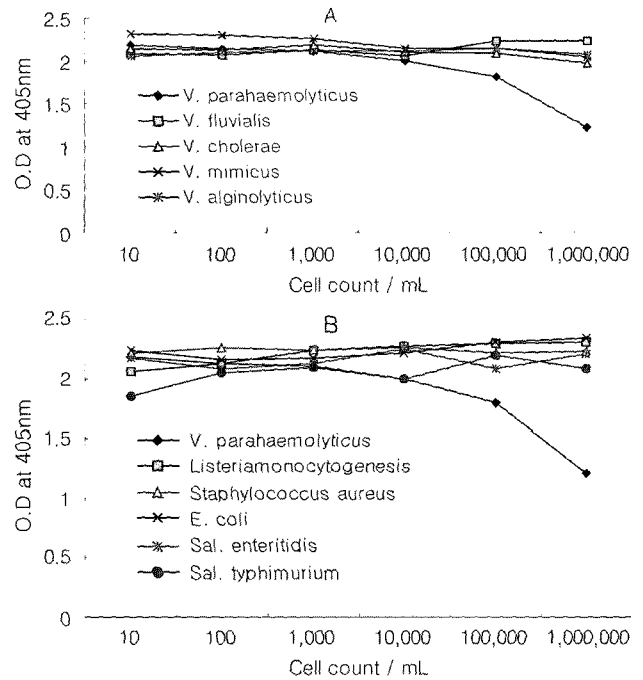 A
O.D at 405nm
2.5
2
1.5
1
0.5
0
V. parahaemolyticus
V. fluvialis
V. cholerae
V. mimicus
V. alginolyticus
10 100 1,000 10,000 100,000 1,000,000
Cell count / mL
B
O.D at 405nm
2.5
2
1.5
1
0.5
0
V. parahaemolyticus
Listeriamonocytogenesis
Staphylococcus aureus
E. coli
Sal. enteritidis
Sal. typhimurium
10 100 1,000 10,000 100,000 1,000,000
Cell count / mL